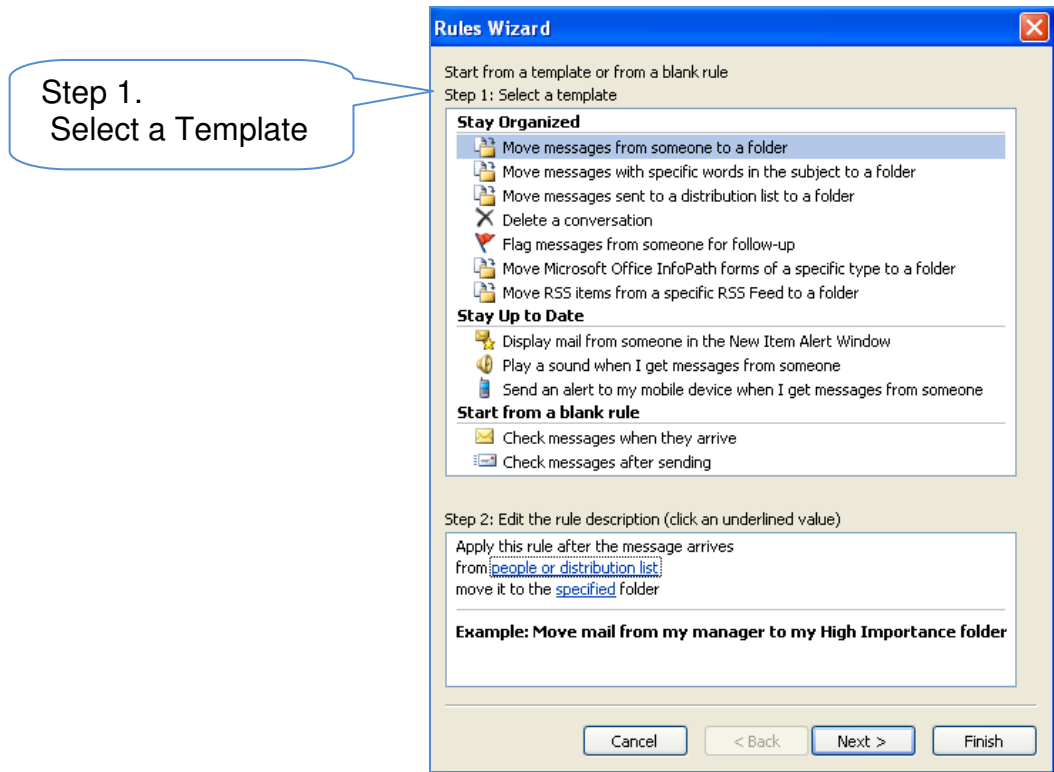 Rules Wizard
Step 1.
Select a Template
Start from a template or from a blank rule
Step 1: Select a template
Stay Organized
Move messages from someone to a folder
Move messages with specific words in the subject to a folder
Move messages sent to a distribution list to a folder
Delete a conversation
Flag messages from someone for follow-up
Move Microsoft Office InfoPath forms of a specific type to a folder
Move RSS items from a specific RSS Feed to a folder
Stay Up to Date
Display mail from someone in the New Item Alert Window
Play a sound when I get messages from someone
Send an alert to my mobile device when I get messages from someone
Start from a blank rule
Check messages when they arrive
Check messages after sending
Step 2: Edit the rule description (click an underlined value)
Apply this rule after the message arrives
from people or distribution list
move it to the specified folder
Example: Move mail from my manager to my High Importance folder
Cancel < Back Next > Finish